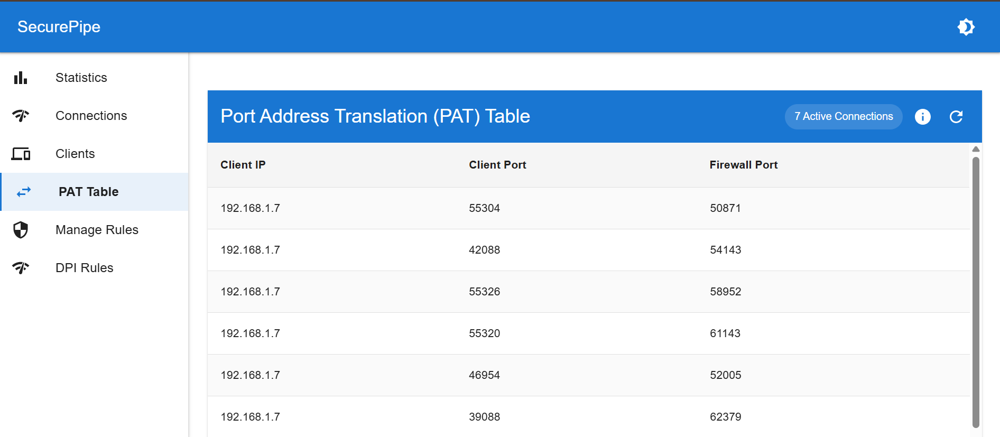 SecurePipe
Statistics
Connections
Clients
PAT Table
Manage Rules
DPI Rules
Port Address Translation (PAT) Table
7 Active Connections
Client IP Client Port Firewall Port
192.168.1.7 55304 50871
192.168.1.7 42088 54143
192.168.1.7 55326 58952
192.168.1.7 55320 61143
192.168.1.7 46954 52005
192.168.1.7 39088 62379